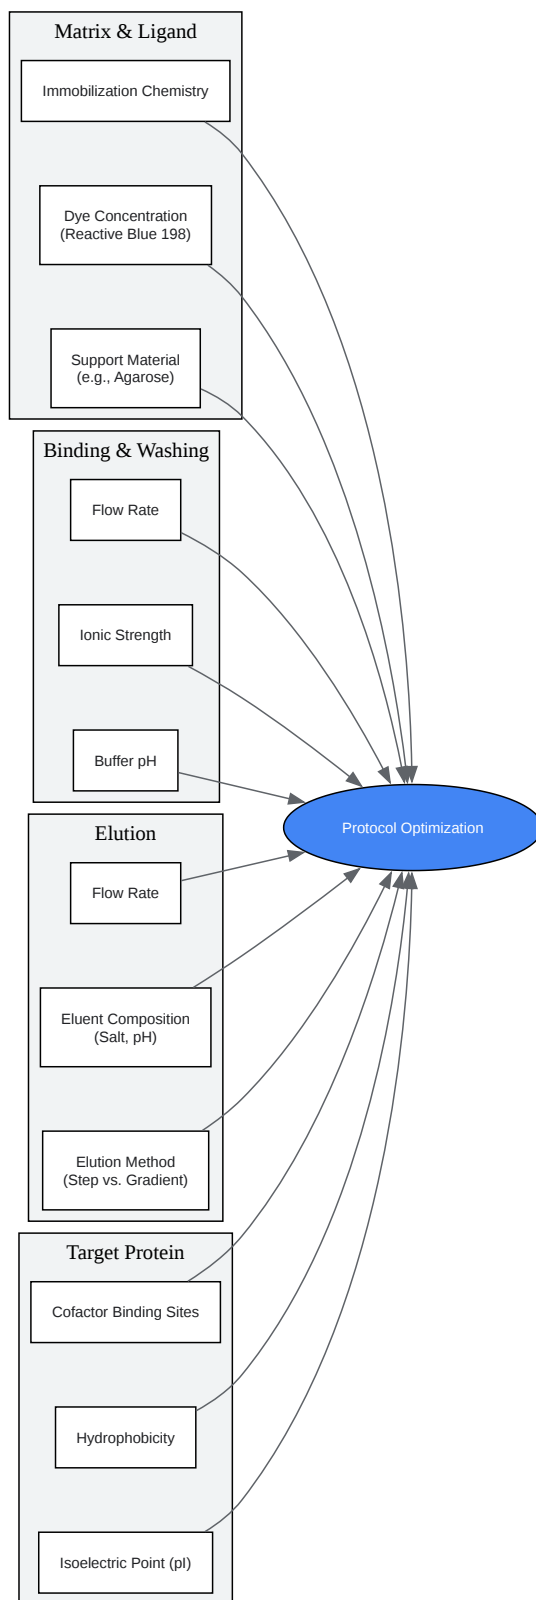 Matrix & Ligand
Immobilization Chemistry
Dye Concentration
(Reactive Blue 198)
Support Material
(e.g., Agarose)
Binding & Washing
Flow Rate
Ionic Strength
Buffer pH
Protocol Optimization
Elution
Flow Rate
Eluent Composition
(Salt, pH)
Elution Method
(Step vs. Gradient)
Target Protein
Cofactor Binding Sites
Hydrophobicity
Isoelectric Point (pI)